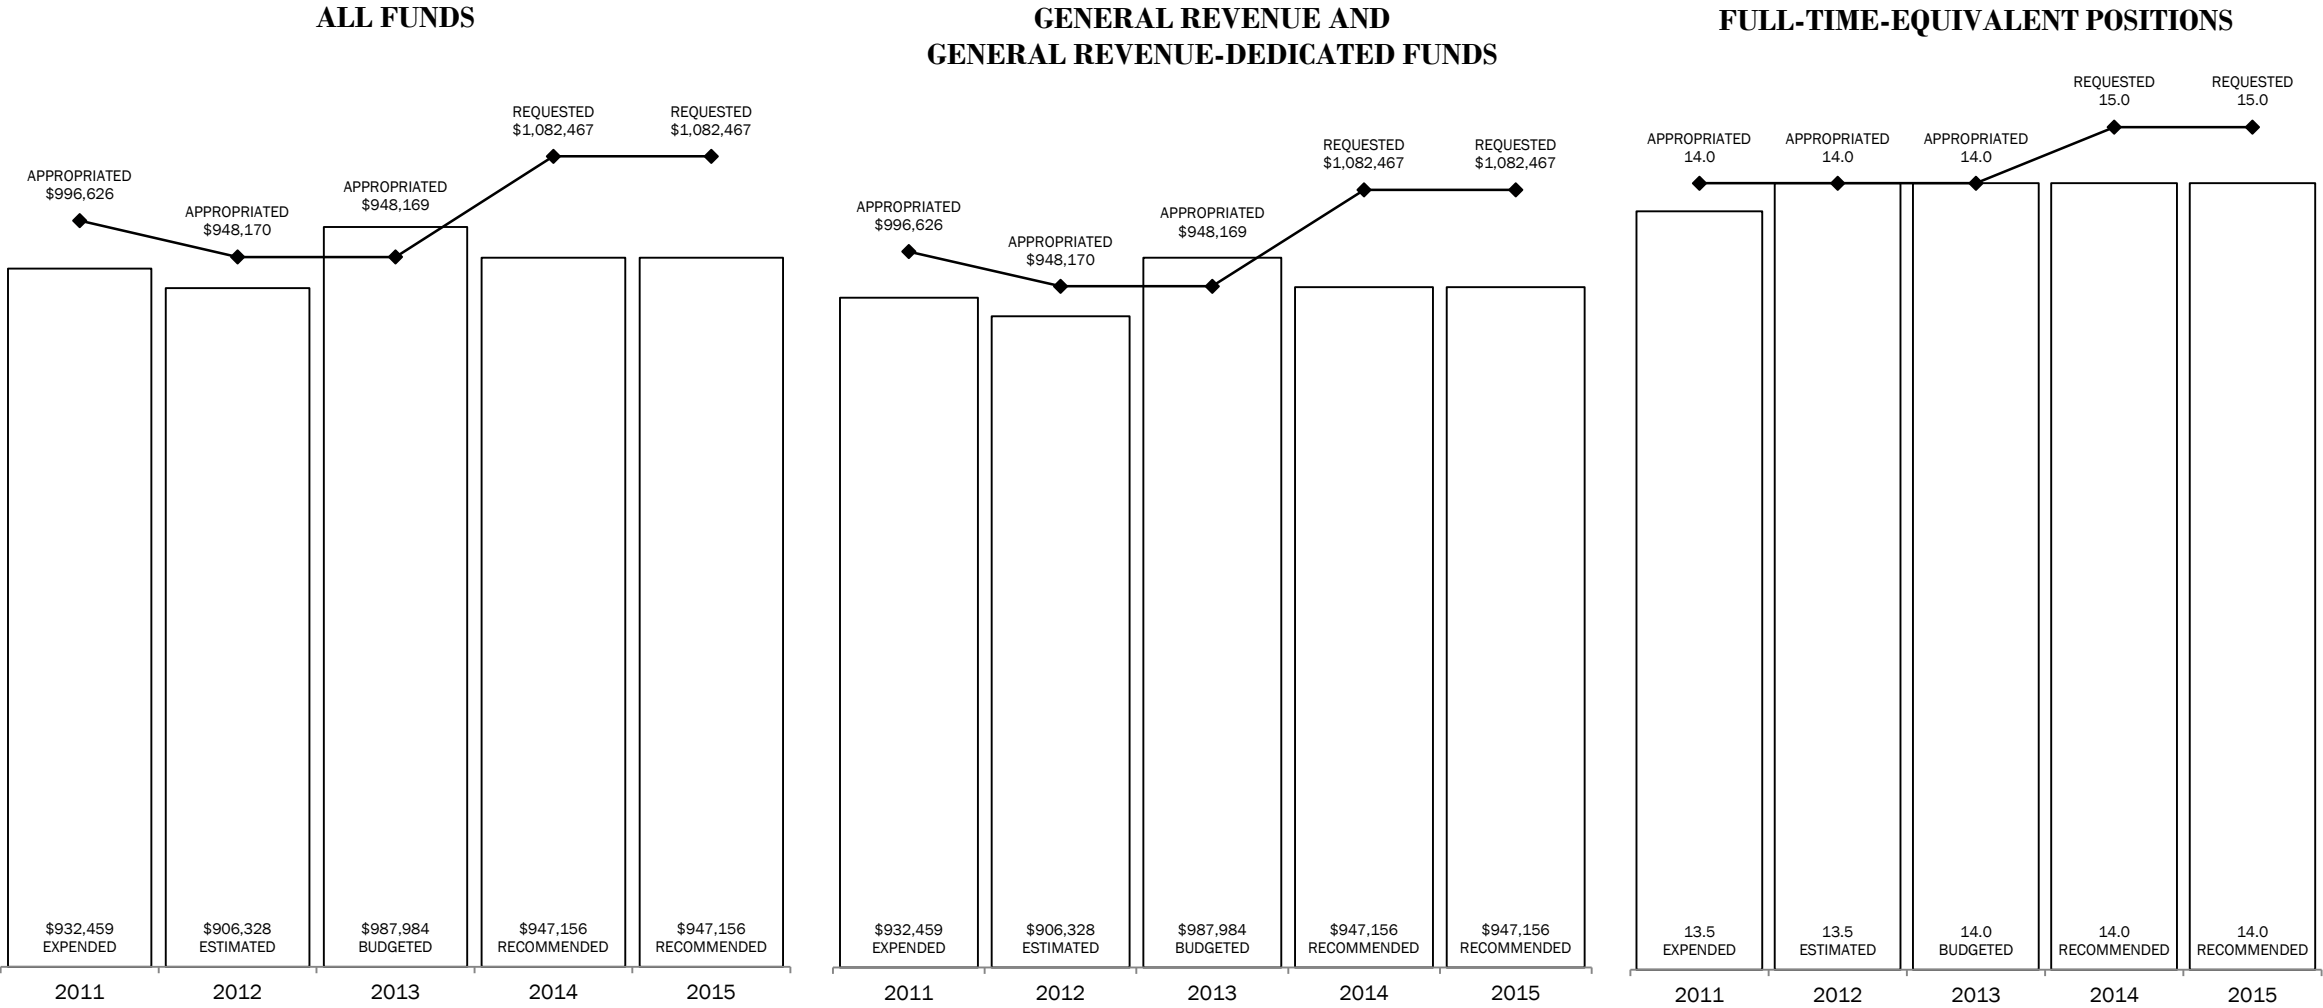 ALL FUNDS
REQUESTED
$1,082,467
REQUESTED
$1,082,467
APPROPRIATED
$996,626
APPROPRIATED
$948,170
APPROPRIATED
$948,169
$932,459
EXPENDED
$906,328
ESTIMATED
$987,984
BUDGETED
$947,156
RECOMMENDED
$947,156
RECOMMENDED
2011
2012
2013
2014
2015
GENERAL REVENUE AND
GENERAL REVENUE-DEDICATED FUNDS
REQUESTED
$1,082,467
REQUESTED
$1,082,467
APPROPRIATED
$996,626
APPROPRIATED
$948,170
APPROPRIATED
$948,169
$932,459
EXPENDED
$906,328
ESTIMATED
$987,984
BUDGETED
$947,156
RECOMMENDED
$947,156
RECOMMENDED
2011
2012
2013
2014
2015
FULL-TIME-EQUIVALENT POSITIONS
REQUESTED
15.0
REQUESTED
15.0
APPROPRIATED
14.0
APPROPRIATED
14.0
APPROPRIATED
14.0
13.5
EXPENDED
13.5
ESTIMATED
14.0
BUDGETED
14.0
RECOMMENDED
14.0
RECOMMENDED
2011
2012
2013
2014
2015